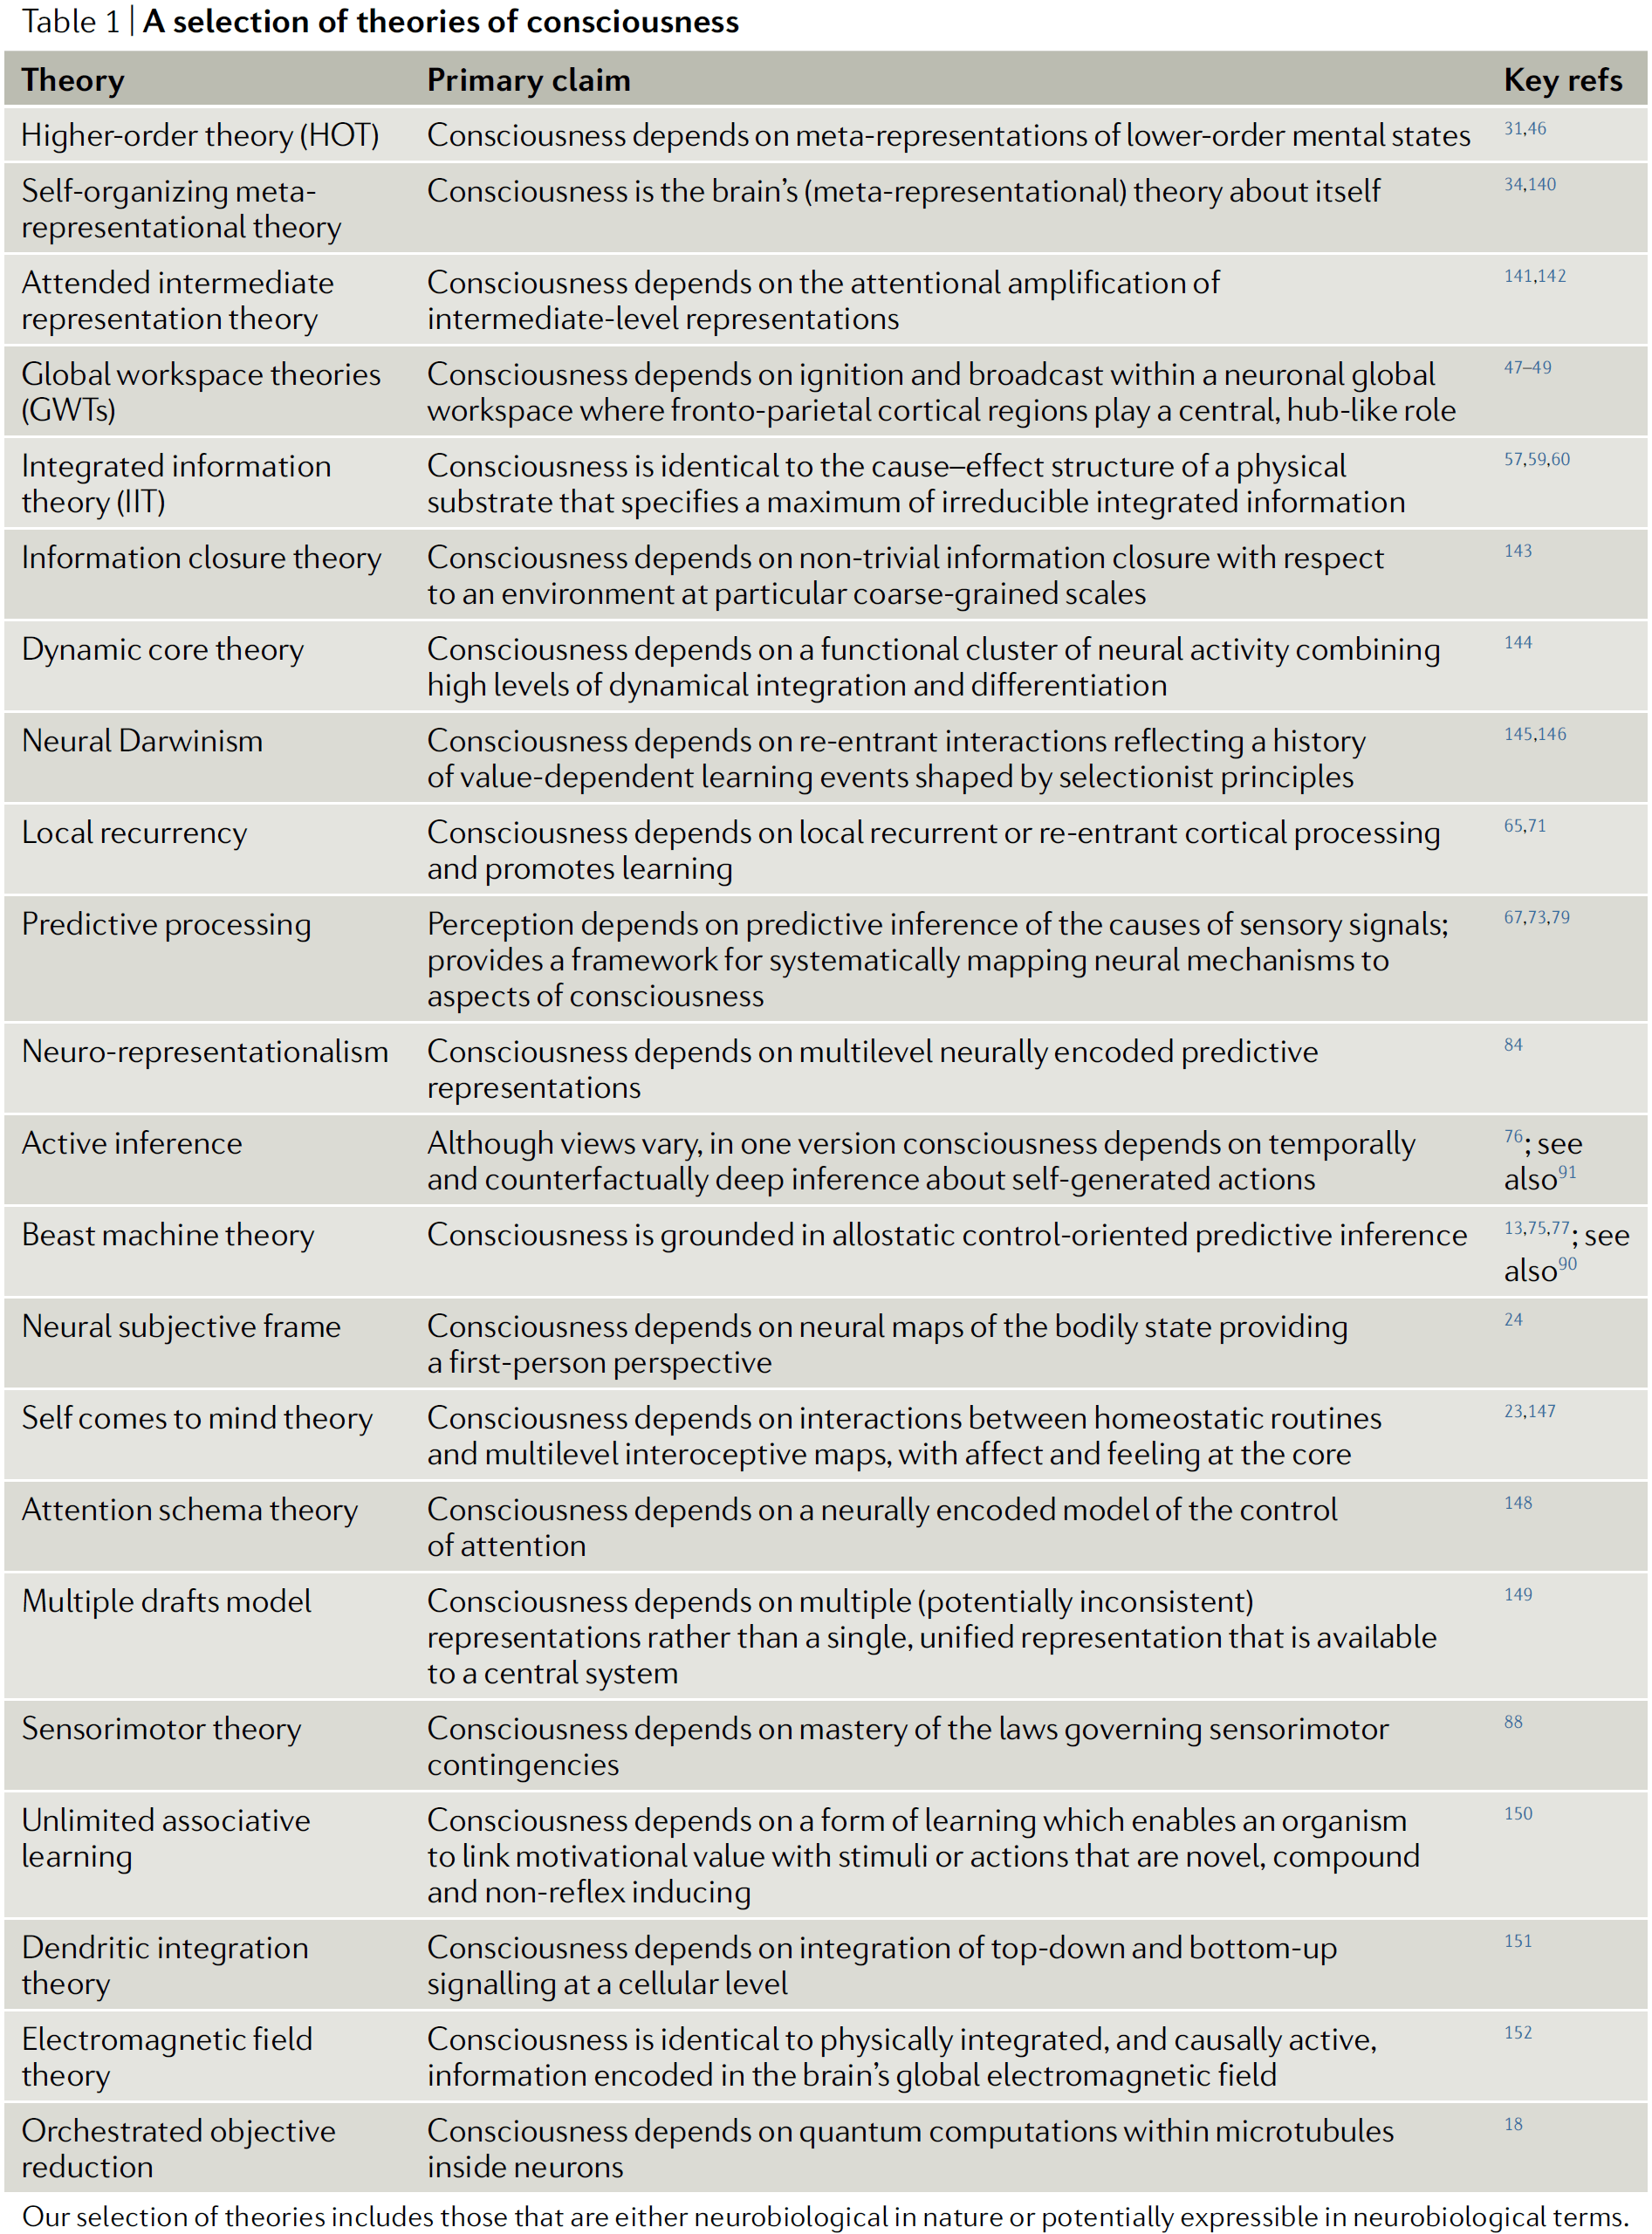 Table 1 | A selection of theories of consciousness
Theory Primary claim Key refs
Higher-order theory (HOT) Consciousness depends on meta-representations of lower-order mental states 31,46
Self-organizing meta- Consciousness is the brain’s (meta-representational) theory about itself 34,140
representational theory
Attended intermediate Consciousness depends on the attentional amplification of 141,142
representation theory intermediate-level representations
Global workspace theories Consciousness depends on ignition and broadcast within a neuronal global 47–49
(GWTs) workspace where fronto-parietal cortical regions play a central, hub-like role
Integrated information Consciousness is identical to the cause–effect structure of a physical 57,59,60
theory (IIT) substrate that specifies a maximum of irreducible integrated information
Information closure theory Consciousness depends on non-trivial information closure with respect 143
to an environment at particular coarse-grained scales
Dynamic core theory Consciousness depends on a functional cluster of neural activity combining 144
high levels of dynamical integration and differentiation
Neural Darwinism Consciousness depends on re-entrant interactions reflecting a history 145,146
of value-dependent learning events shaped by selectionist principles
Local recurrency Consciousness depends on local recurrent or re-entrant cortical processing 65,71
and promotes learning
Predictive processing Perception depends on predictive inference of the causes of sensory signals; 67,73,79
provides a framework for systematically mapping neural mechanisms to
aspects of consciousness
Neuro-representationalism Consciousness depends on multilevel neurally encoded predictive 84
representations
Active inference Although views vary, in one version consciousness depends on temporally 76; see
and counterfactually deep inference about self-generated actions also91
Beast machine theory Consciousness is grounded in allostatic control-oriented predictive inference 13,75,77; see
also90
Neural subjective frame Consciousness depends on neural maps of the bodily state providing 24
a first-person perspective
Self comes to mind theory Consciousness depends on interactions between homeostatic routines 23,147
and multilevel interoceptive maps, with affect and feeling at the core
Attention schema theory Consciousness depends on a neurally encoded model of the control 148
of attention
Multiple drafts model Consciousness depends on multiple (potentially inconsistent) 149
representations rather than a single, unified representation that is available
to a central system
Sensorimotor theory Consciousness depends on mastery of the laws governing sensorimotor 88
contingencies
Unlimited associative Consciousness depends on a form of learning which enables an organism 150
learning to link motivational value with stimuli or actions that are novel, compound
and non-reflex inducing
Dendritic integration Consciousness depends on integration of top-down and bottom-up 151
theory signalling at a cellular level
Electromagnetic field Consciousness is identical to physically integrated, and causally active, 152
theory information encoded in the brain’s global electromagnetic field
Orchestrated objective Consciousness depends on quantum computations within microtubules 18
reduction inside neurons
Our selection of theories includes those that are either neurobiological in nature or potentially expressible in neurobiological terms.